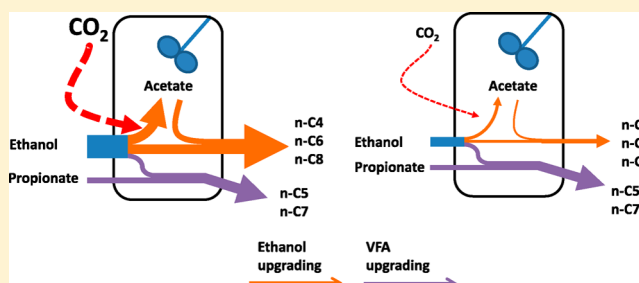 CO2
Acetate
Ethanol
Propionate
n-C4
n-C6
n-C8
n-C5
n-C7
CO2
Acetate
Ethanol
Propionate
n-C
n-C
n-C
n-C5
n-C7
Ethanol
upgrading
VFA
upgrading